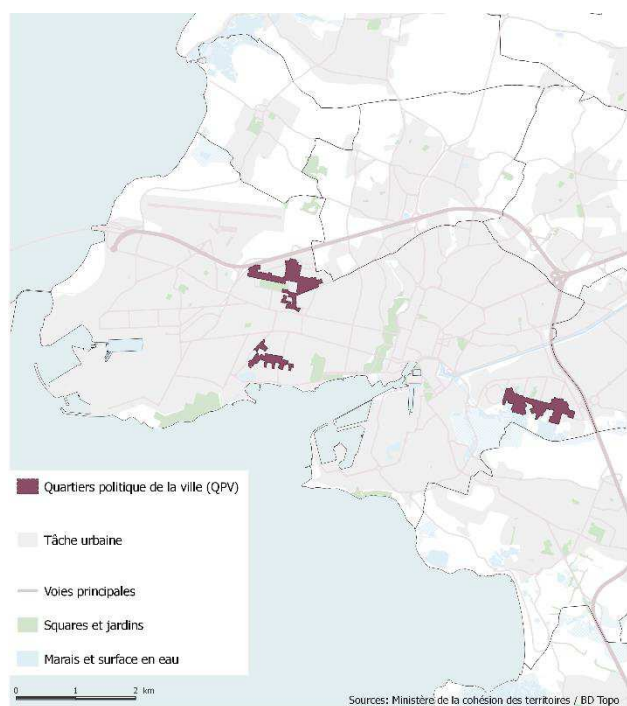 Quartiers politique de la ville (QPV)
Tâche urbaine
Voies principales
Squares et jardins
Marais et surface en eau
0 1 2 km
Sources: Ministère de la cohésion des territoires / BD Topo